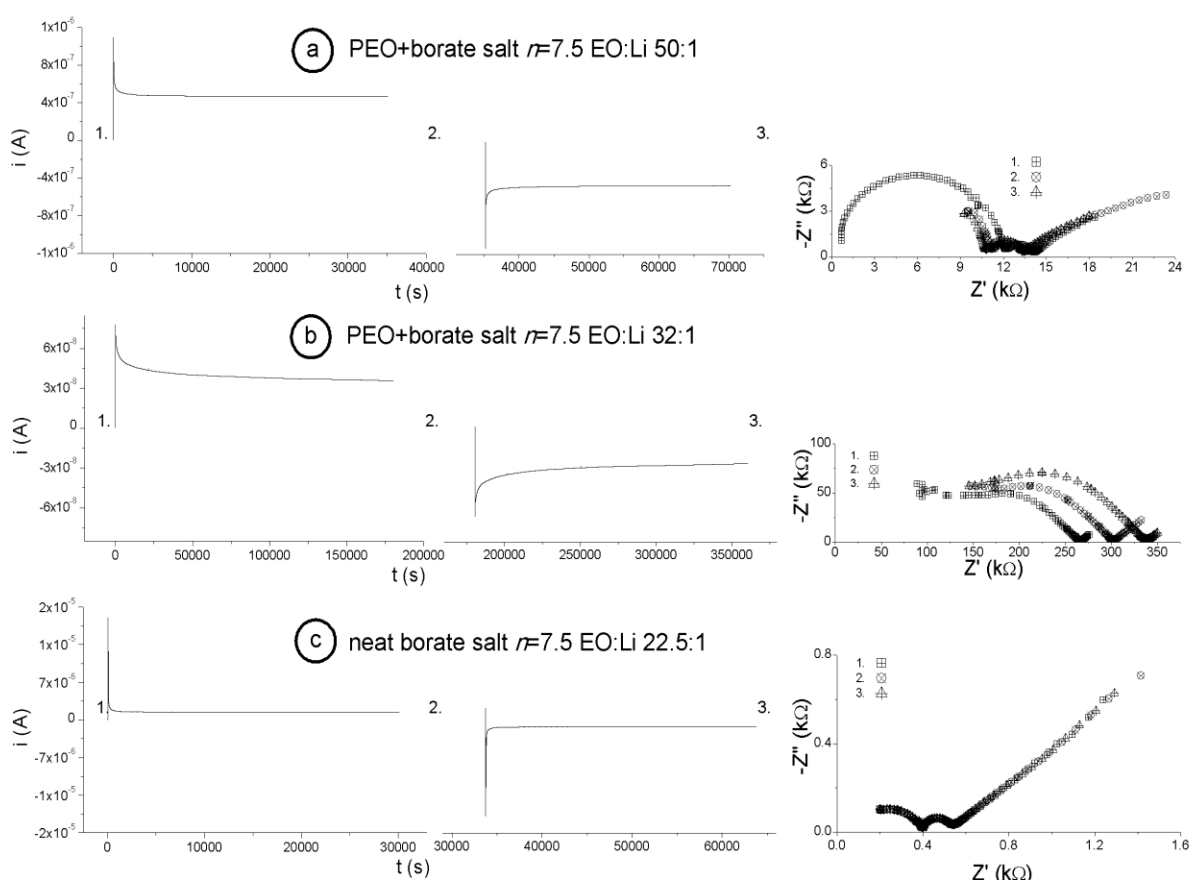 a PEO+borate salt n=7.5 EO:Li 50:1
i (A)
1x10⁻⁶
8x10⁻⁷
4x10⁻⁷
0
-4x10⁻⁷
-8x10⁻⁷
-1x10⁻⁶
1.
2.
3.
0 10000 20000 30000 40000
40000 50000 60000 70000
t (s)
-Z'' (kΩ)
6
3
0
1.
2.
3.
0 3 6 9 12 15 18 21 24
Z' (kΩ)
b PEO+borate salt n=7.5 EO:Li 32:1
i (A)
6x10⁻⁸
3x10⁻⁸
0
-3x10⁻⁸
-6x10⁻⁸
1.
2.
3.
0 50000 100000 150000 200000
200000 250000 300000 350000
t (s)
-Z'' (kΩ)
100
75
50
25
0
1.
2.
3.
0 50 100 150 200 250 300 350
Z' (kΩ)
c neat borate salt n=7.5 EO:Li 22.5:1
i (A)
2x10⁻⁵
1x10⁻⁵
7x10⁻⁶
0
-7x10⁻⁶
-1x10⁻⁵
-2x10⁻⁵
1.
2.
3.
0 10000 20000 30000
30000 40000 50000 60000
t (s)
-Z'' (kΩ)
0.8
0.4
0.0
1.
2.
3.
0.0 0.4 0.8 1.2 1.6
Z' (kΩ)